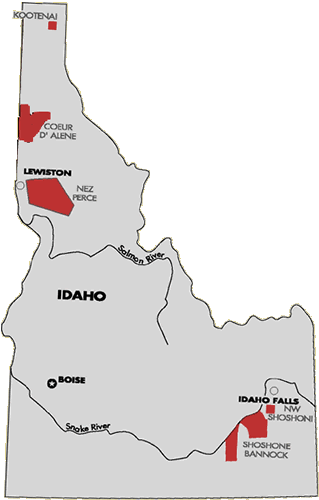 KOOTENAI
COEUR
D' ALENE
LEWISTON
NEZ
PERCE
Salmon River
IDAHO
BOISE
IDAHO FALLS
NW
SHOSHONI
Snake River
SHOSHONE
BANNOCK